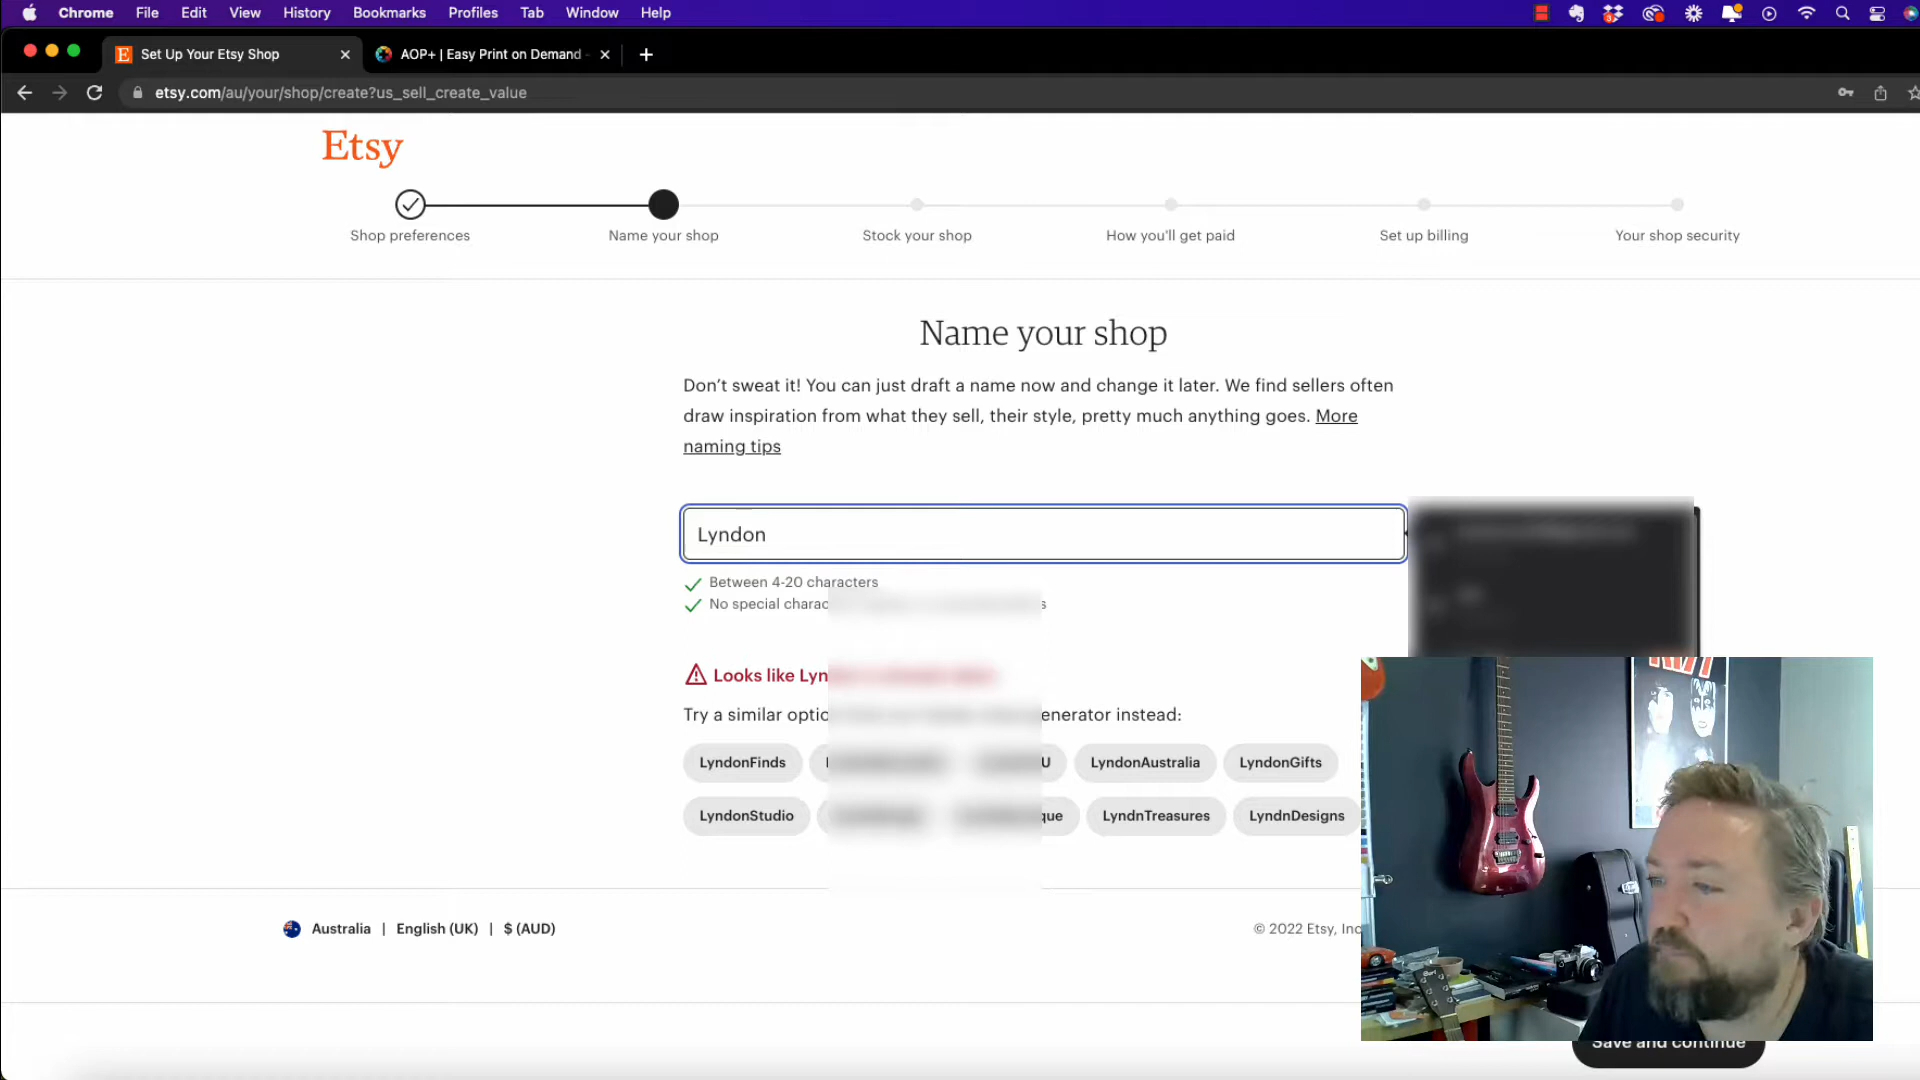 Chrome File Edit View History Bookmarks Profiles Tab Window Help
Set Up Your Etsy Shop AOP+ | Easy Print on Demand -
etsy.com/au/your/shop/create?us_sell_create_value
Etsy
Shop preferences Name your shop Stock your shop How you'll get paid Set up billing Your shop security
Name your shop
Don't sweat it! You can just draft a name now and change it later. We find sellers often
draw inspiration from what they sell, their style, pretty much anything goes. More
naming tips
Lyndon
Between 4-20 characters
No special charac
Looks like Lyn
Try a similar optic enerator instead:
LyndonFinds U LyndonAustralia LyndonGifts
LyndonStudio que LyndnTreasures LyndnDesigns
Australia | English (UK) | $ (AUD)
© 2022 Etsy, Inc
Save and continue